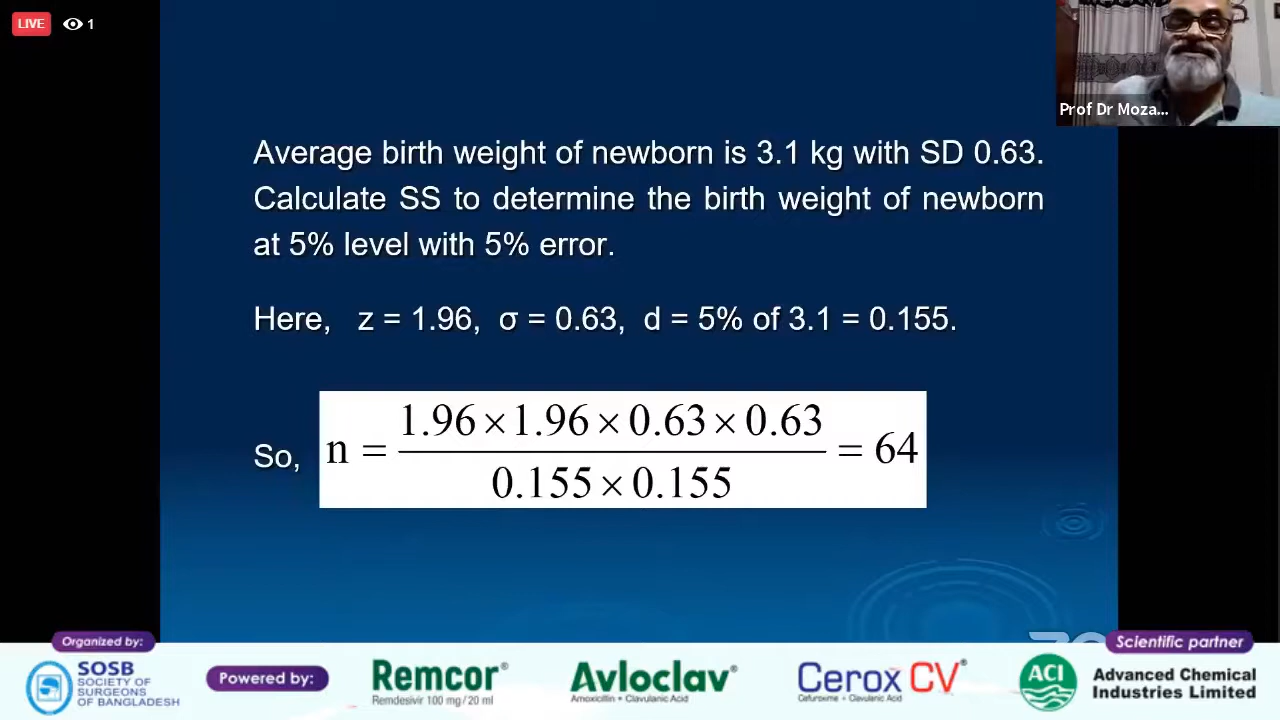 LIVE 1
Prof Dr Moza...
Average birth weight of newborn is 3.1 kg with SD 0.63.
Calculate SS to determine the birth weight of newborn
at 5% level with 5% error.
Here, z = 1.96, σ = 0.63, d = 5% of 3.1 = 0.155.
1.96×1.96×0.63×0.63
So, n = = 64
0.155×0.155
Organized by:
SOSB
SOCIETY OF
SURGEONS
OF BANGLADESH
Powered by:
Remcor®
Remdesivir 100 mg/20 ml
Avloclav®
Amoxicillin + Clavulanic Acid
Cerox CV®
Cefuroxime + Clavulanic Acid
Scientific partner
ACI
Advanced Chemical
Industries Limited